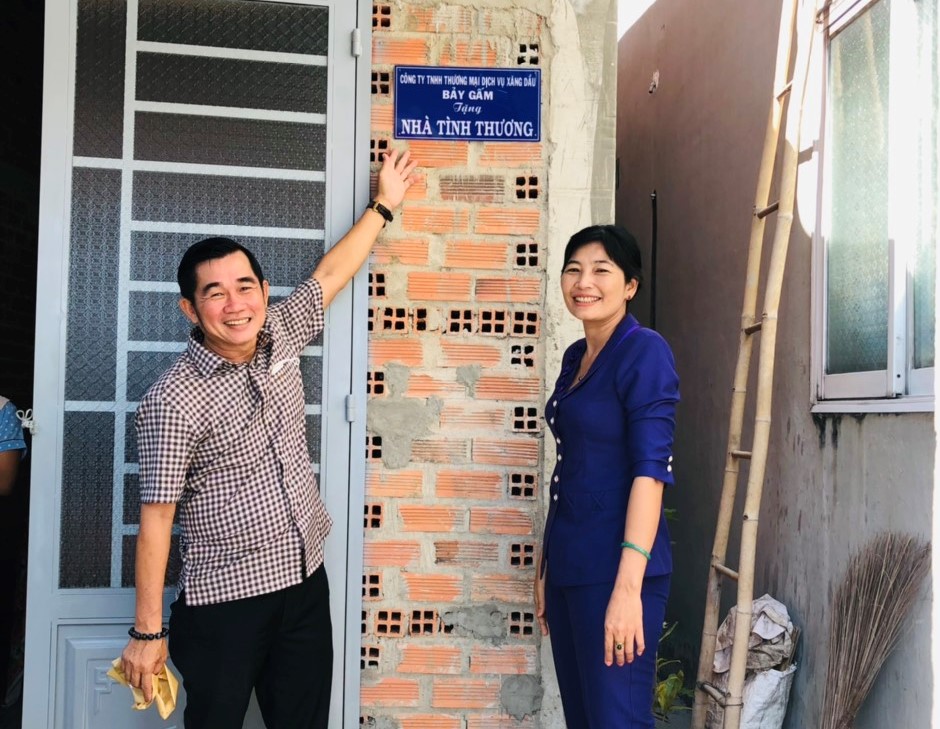 CÔNG TY TNHH THƯƠNG MẠI DỊCH VỤ XĂNG DẦU
BẢY GẤM
Tặng
NHÀ TÌNH THƯƠNG